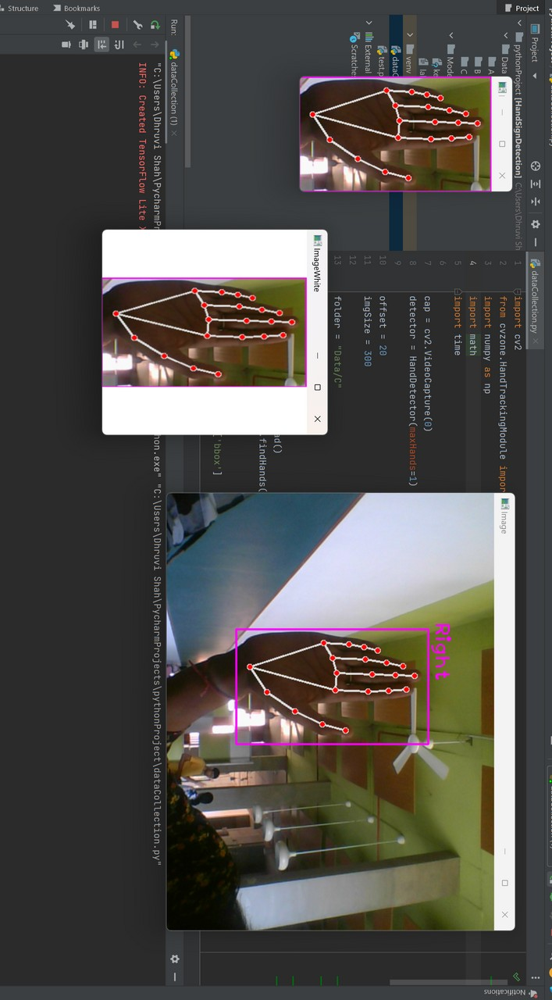 pythonProject [HandSignDetection] C:\Users\Dhruvi Sh
Project
Data
A
B
C
Mode
ke
la
venv
dataC
test.p
External
Scratche
dataCollection.py
1 import cv2
2 from cvzone.HandTrackingModule impor
3 import numpy as np
4 import math
5 import time
6
7 cap = cv2.VideoCapture(0)
8 detector = HandDetector(maxHands=1)
9
10 offset = 20
11 imgSize = 300
12
13 folder = "Data/C"
ad()
.findHands(
['bbox']
ImageWhite
Image
Right
Run:
dataCollection (1)
"C:\Users\Dhruvi Shah\PycharmPr
hon.exe" "C:\Users\Dhruvi Shah\PycharmProjects\pythonProject\dataCollection.py"
INFO: Created TensorFlow Lite X
Project
Bookmarks
Structure
Notifications